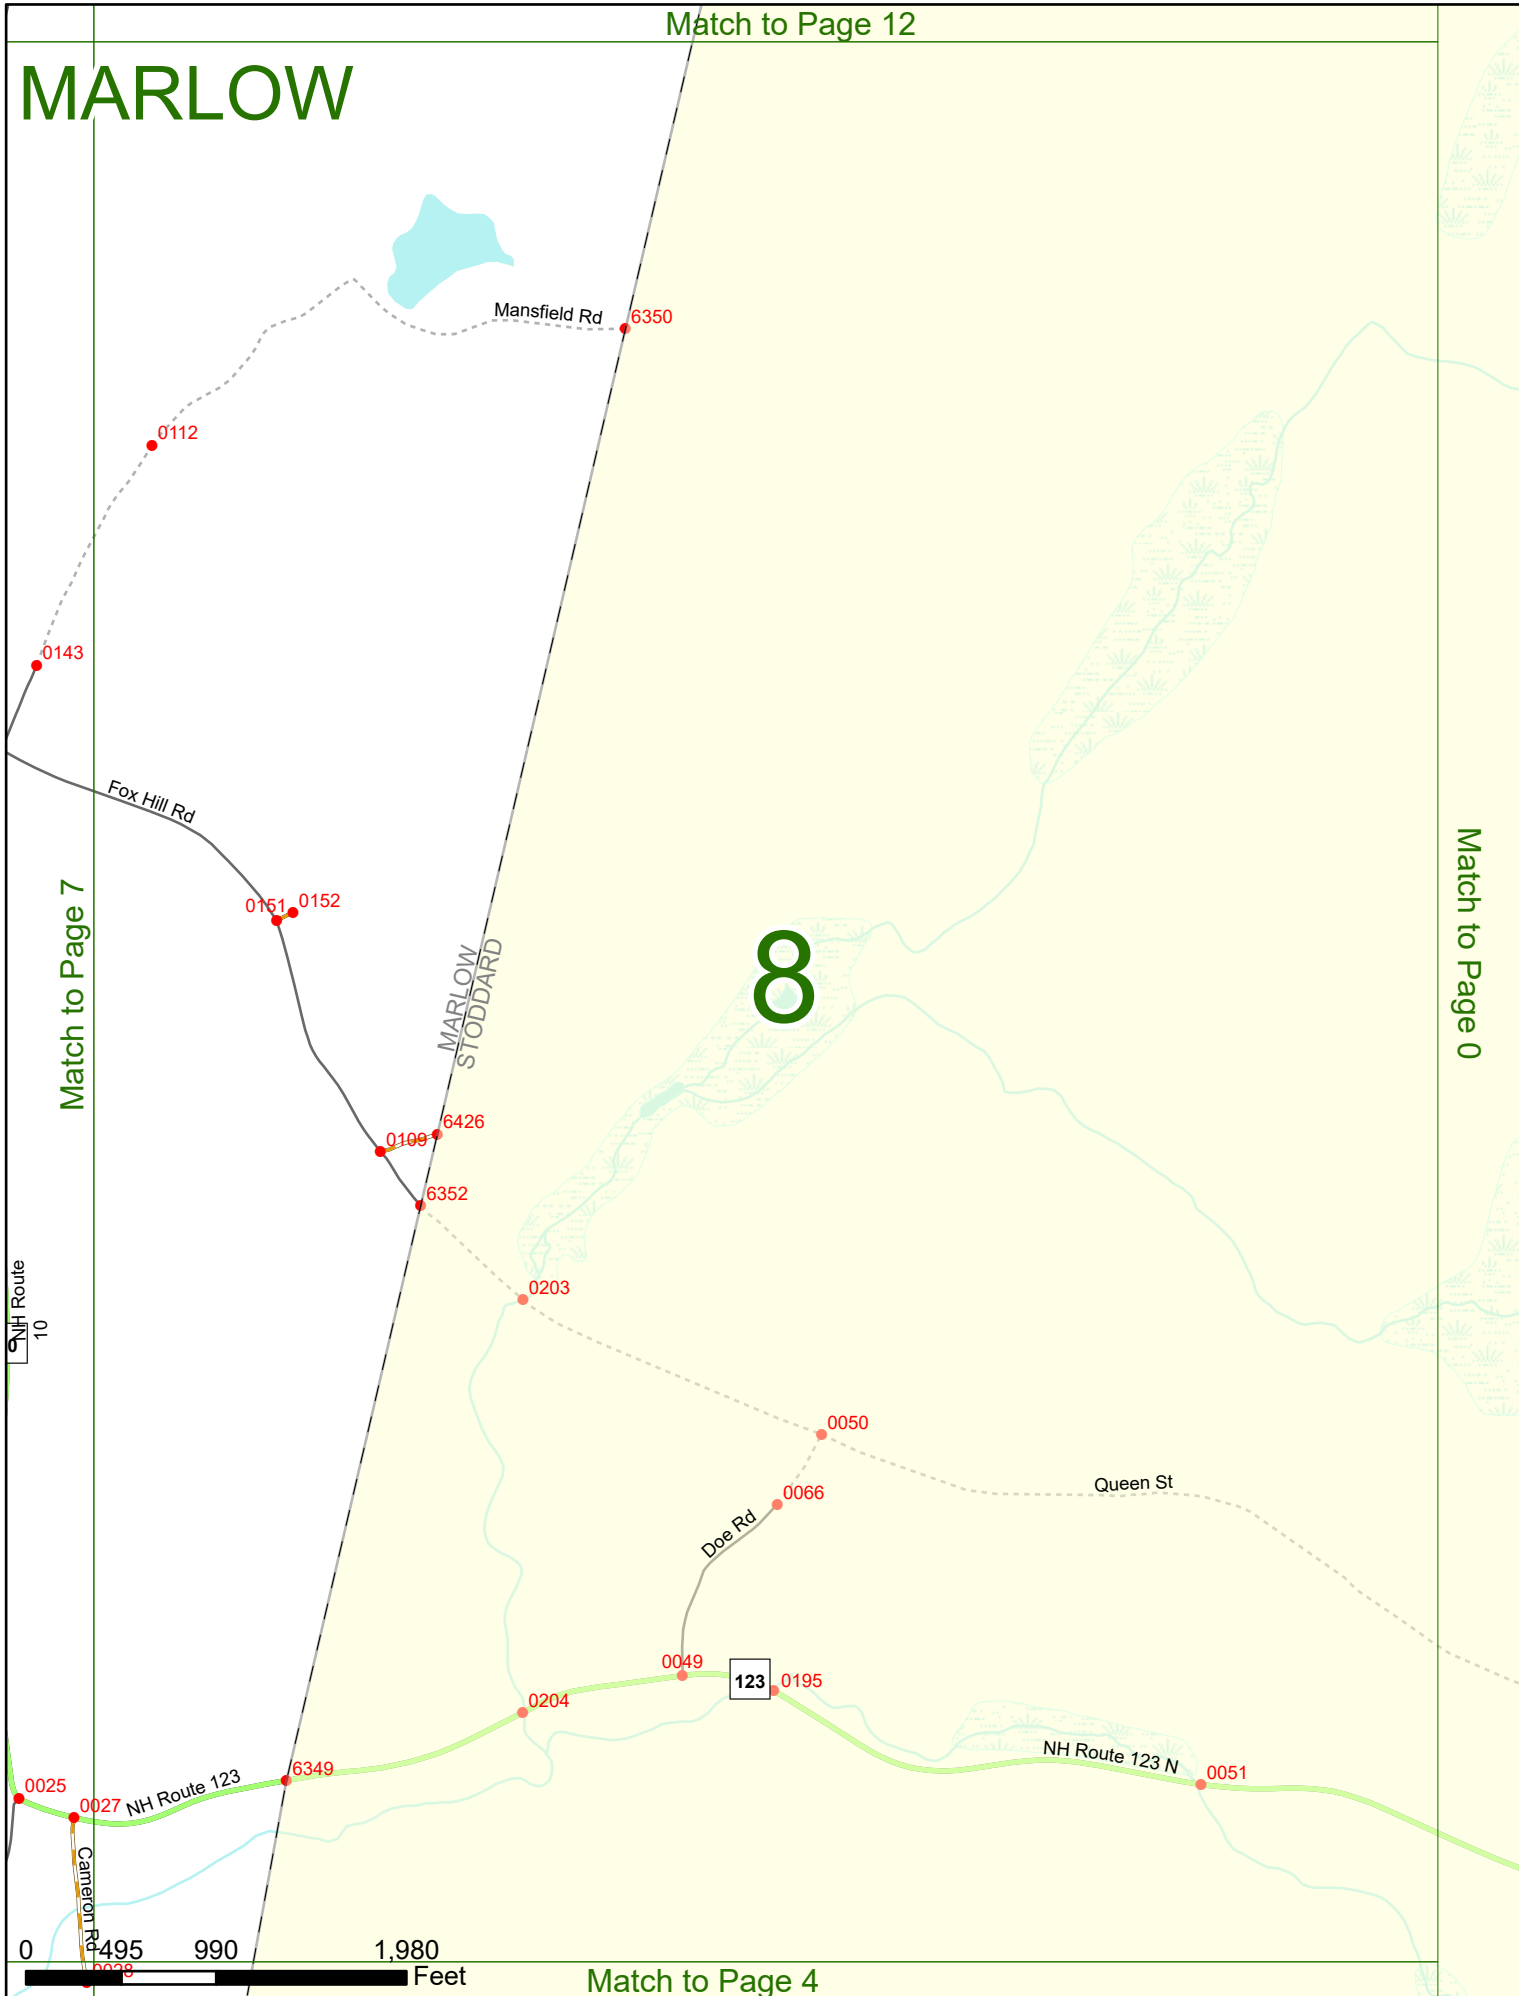 Match to Page 12
MARLOW
Mansfield Rd
6350
0112
0143
Fox Hill Rd
Match to Page 7
0151
0152
MARLOW
STODDARD
8
Match to Page 0
6426
0109
6352
0203
NH Route
10
0050
0066
Queen St
Doe Rd
0049
123
0195
0204
6349
NH Route 123
NH Route 123 N
0051
0025
0027
Cameron Rd
0 495 990 1,980
Feet
Match to Page 4